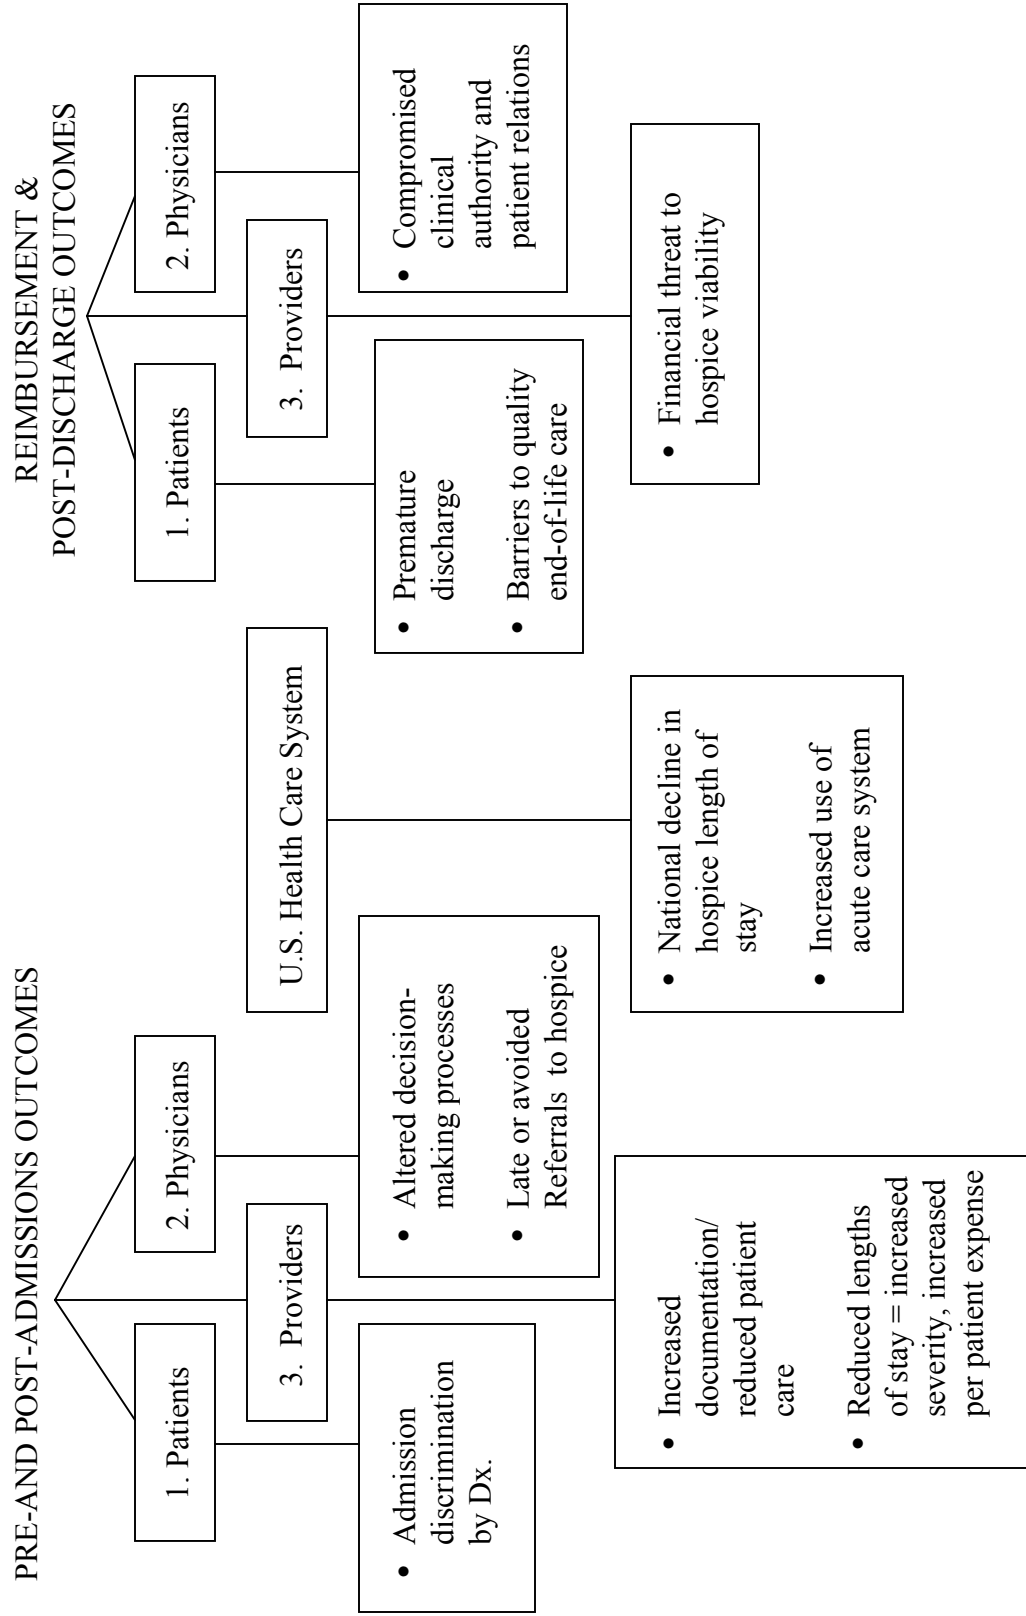 PRE-AND POST-ADMISSIONS OUTCOMES
1. Patients
2. Physicians
3. Providers
• Admission
discrimination
by Dx.
• Altered decision-
making processes
• Late or avoided
Referrals to hospice
• Increased
documentation/
reduced patient
care
• Reduced lengths
of stay = increased
severity, increased
per patient expense
U.S. Health Care System
• National decline in
hospice length of
stay
• Increased use of
acute care system
REIMBURSEMENT &
POST-DISCHARGE OUTCOMES
1. Patients
2. Physicians
3. Providers
• Premature
discharge
• Barriers to quality
end-of-life care
• Compromised
clinical
authority and
patient relations
• Financial threat to
hospice viability